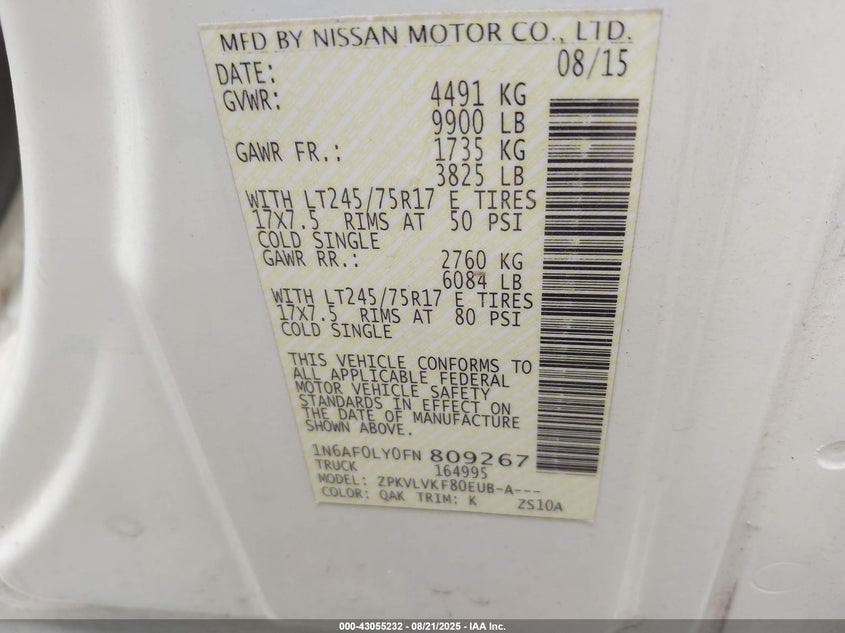 MFD BY NISSAN MOTOR CO., LTD.
DATE: 08/15
GVWR: 4491 KG
9900 LB
GAWR FR.: 1735 KG
3825 LB
WITH LT245/75R17 E TIRES
17X7.5 RIMS AT 50 PSI
COLD SINGLE
GAWR RR.: 2760 KG
6084 LB
WITH LT245/75R17 E TIRES
17X7.5 RIMS AT 80 PSI
COLD SINGLE
THIS VEHICLE CONFORMS TO
ALL APPLICABLE FEDERAL
MOTOR VEHICLE SAFETY
STANDARDS IN EFFECT ON
THE DATE OF MANUFACTURE
SHOWN ABOVE.
1N6AF0LY0FN 809267
TRUCK 164995
MODEL: ZPKVLVKF80EUB-A---
COLOR: QAK TRIM: K ZS10A
000-43055232 - 08/21/2025 - IAA Inc.